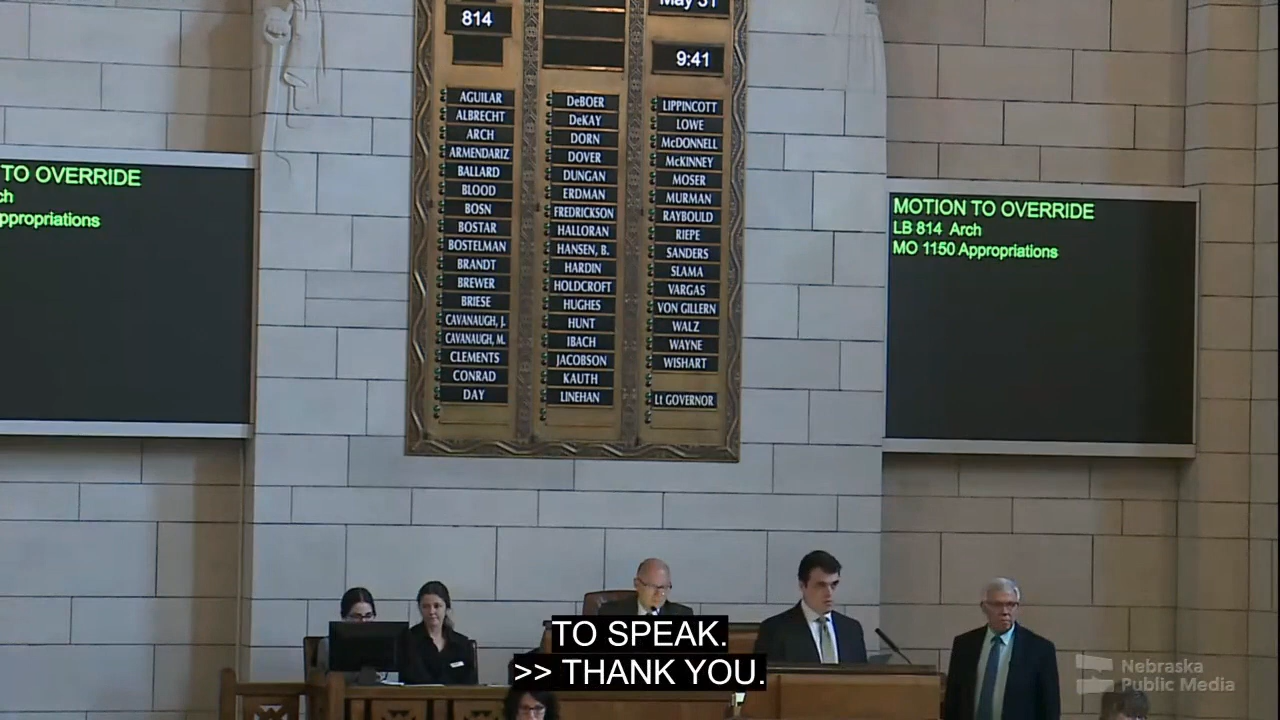 814
May 31
9:41
AGUILAR
ALBRECHT
ARCH
ARMENDARIZ
BALLARD
BLOOD
BOSN
BOSTAR
BOSTELMAN
BRANDT
BREWER
BRIESE
CAVANAUGH, J.
CAVANAUGH, M.
CLEMENTS
CONRAD
DAY
DeBOER
DeKAY
DORN
DOVER
DUNGAN
ERDMAN
FREDRICKSON
HALLORAN
HANSEN, B.
HARDIN
HOLDCROFT
HUGHES
HUNT
IBACH
JACOBSON
KAUTH
LINEHAN
LIPPINCOTT
LOWE
McDONNELL
McKINNEY
MOSER
MURMAN
RAYBOULD
RIEPE
SANDERS
SLAMA
VARGAS
VON GILLERN
WALZ
WAYNE
WISHART
Lt GOVERNOR
TO OVERRIDE
ch
ppropriations
MOTION TO OVERRIDE
LB 814 Arch
MO 1150 Appropriations
TO SPEAK.
>> THANK YOU.
Nebraska
Public Media